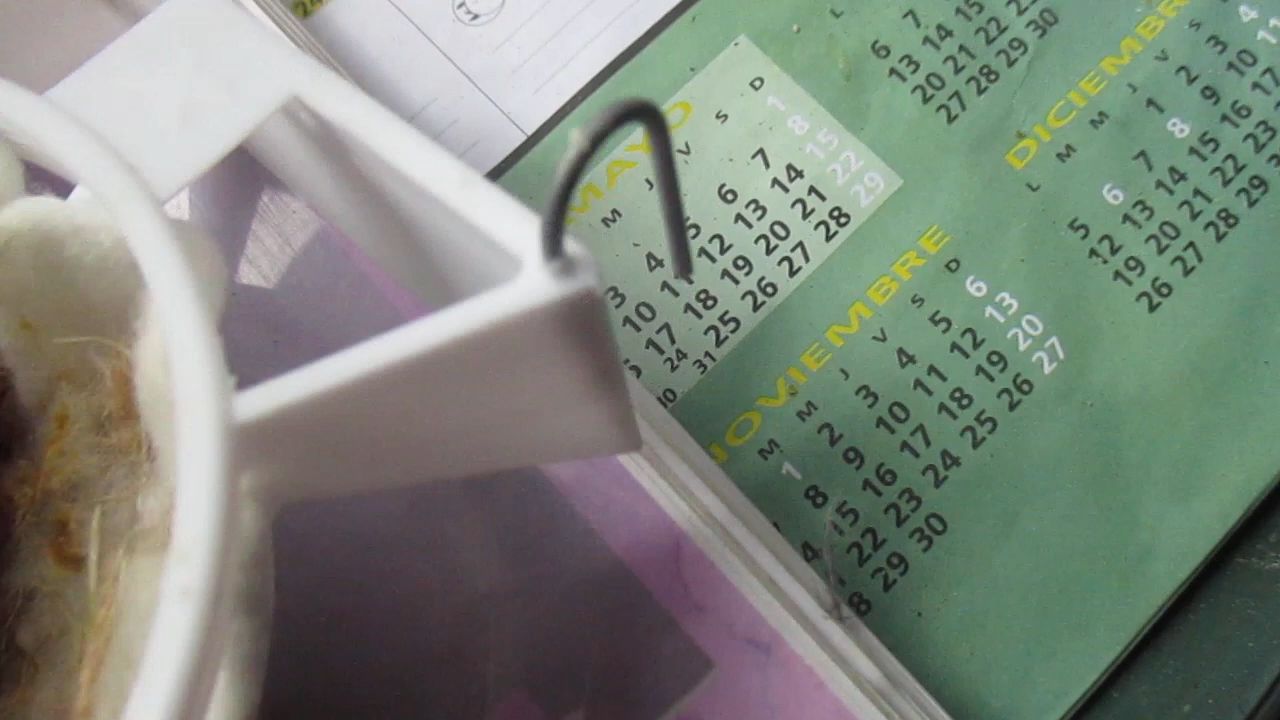 24
MAYO
M J V S D
1
4 5 6 7 8
3 10 11 12 13 14 15
17 18 19 20 21 22
24 25 26 27 28 29
31
L
6 7
13 14 15
20 21 22
27 28 29 30
NOVIEMBRE
M M J V S D
1 2 3 4 5 6
8 9 10 11 12 13
15 16 17 18 19 20
22 23 24 25 26 27
29 30
DICIEMBR
L M M J V S
1 2 3 4
5 6 7 8 9 10 11
12 13 14 15 16 17
19 20 21 22 23
26 27 28 29